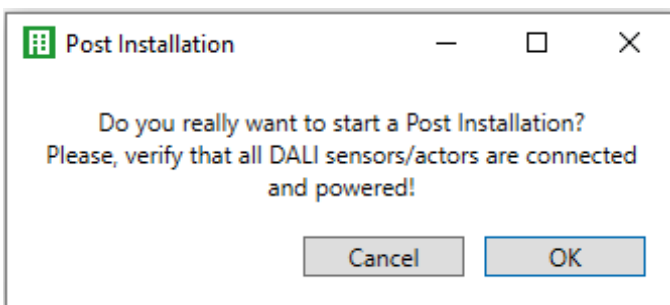 Post Installation
Do you really want to start a Post Installation?
Please, verify that all DALI sensors/actors are connected
and powered!
Cancel
OK